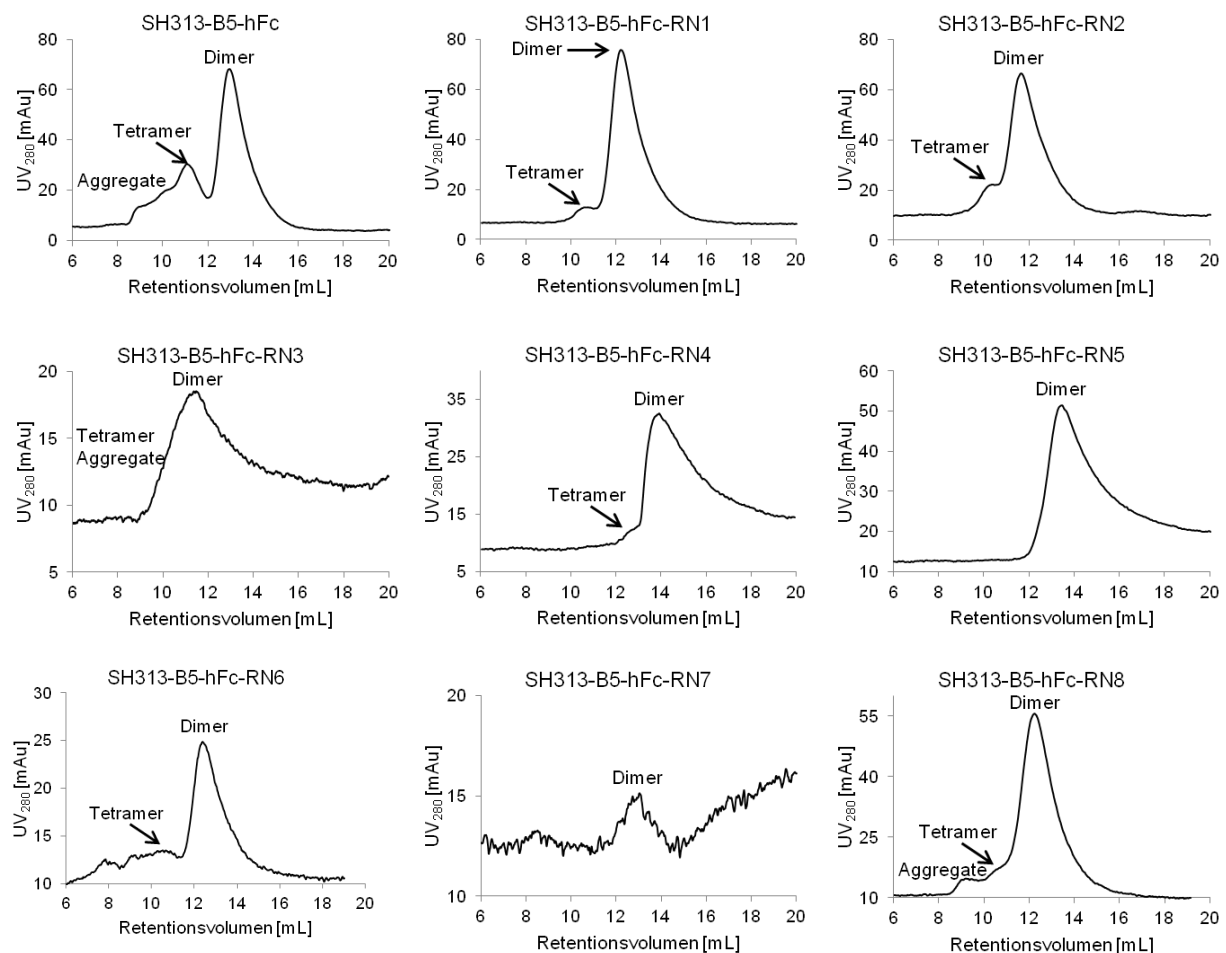 SH313-B5-hFc
80
60
40
20
0
UV280 [mAu]
Dimer
Tetramer
Aggregate
6 8 10 12 14 16 18 20
Retentionsvolumen [mL]
SH313-B5-hFc-RN1
80
60
40
20
0
UV280 [mAu]
Dimer
Tetramer
6 8 10 12 14 16 18 20
Retentionsvolumen [mL]
SH313-B5-hFc-RN2
80
60
40
20
0
UV280 [mAu]
Dimer
Tetramer
6 8 10 12 14 16 18 20
Retentionsvolumen [mL]
SH313-B5-hFc-RN3
20
15
10
5
UV280 [mAu]
Dimer
Tetramer
Aggregate
6 8 10 12 14 16 18 20
Retentionsvolumen [mL]
SH313-B5-hFc-RN4
35
25
15
5
UV280 [mAu]
Dimer
Tetramer
6 8 10 12 14 16 18 20
Retentionsvolumen [mL]
SH313-B5-hFc-RN5
60
50
40
30
20
10
UV280 [mAu]
Dimer
6 8 10 12 14 16 18 20
Retentionsvolumen [mL]
SH313-B5-hFc-RN6
30
25
20
15
10
UV280 [mAu]
Dimer
Tetramer
6 8 10 12 14 16 18 20
Retentionsvolumen [mL]
SH313-B5-hFc-RN7
20
15
10
UV280 [mAu]
Dimer
6 8 10 12 14 16 18 20
Retentionsvolumen [mL]
SH313-B5-hFc-RN8
55
40
25
10
UV280 [mAu]
Dimer
Tetramer
Aggregate
6 8 10 12 14 16 18 20
Retentionsvolumen [mL]